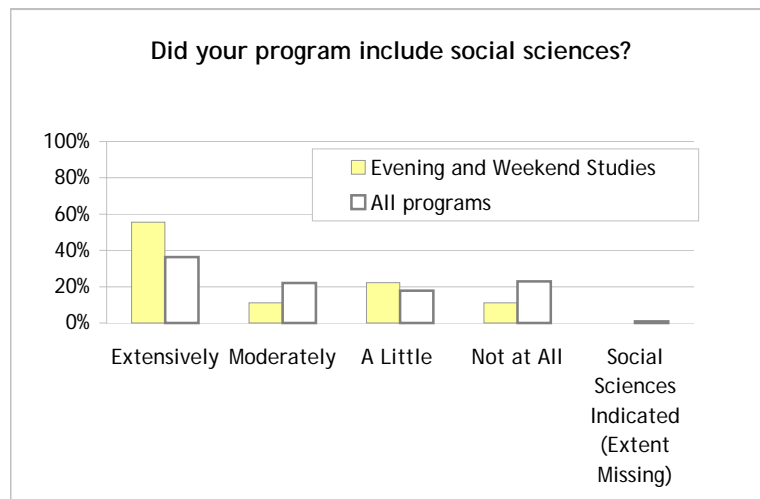 Did your program include social sciences?
100%
80%
60%
40%
20%
0%
Evening and Weekend Studies
All programs
Extensively
Moderately
A Little
Not at All
Social
Sciences
Indicated
(Extent
Missing)